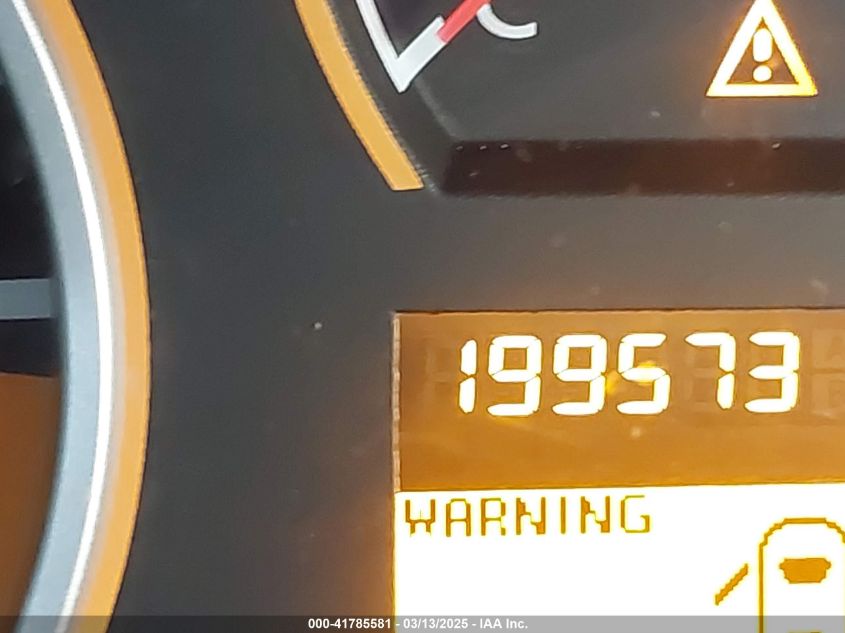 C
199573
WARNING
000-41785581 - 03/13/2025 - IAA Inc.